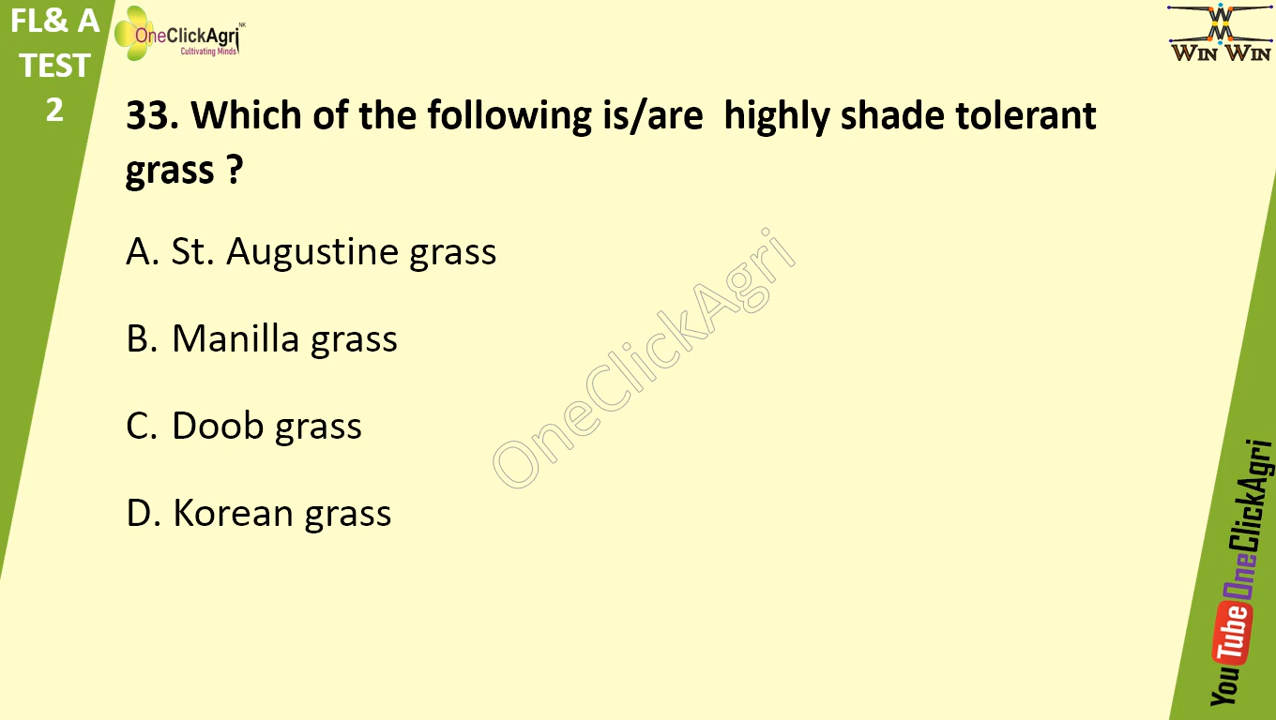 FL& A
TEST
2
OneClickAgri NK
Cultivating Minds
WIN WIN
33. Which of the following is/are highly shade tolerant
grass ?
A. St. Augustine grass
B. Manilla grass
C. Doob grass
D. Korean grass
OneClickAgri
YouTube OneClickAgri